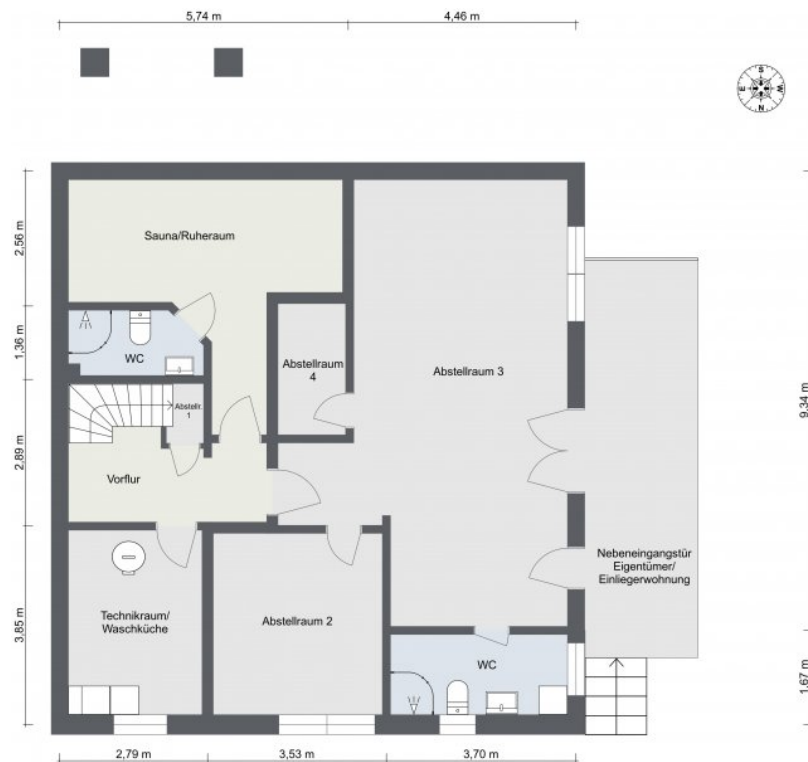 5,74 m
4,46 m
S
E
W
N
2,56 m
Sauna/Ruheraum
1,36 m
WC
Abstellraum
4
Abstellraum 3
9,34 m
Abstellr.
1
2,89 m
Vorflur
Nebeneingangstür
Eigentümer/
Einliegerwohnung
3,85 m
Technikraum/
Waschküche
Abstellraum 2
WC
1,67 m
2,79 m
3,53 m
3,70 m